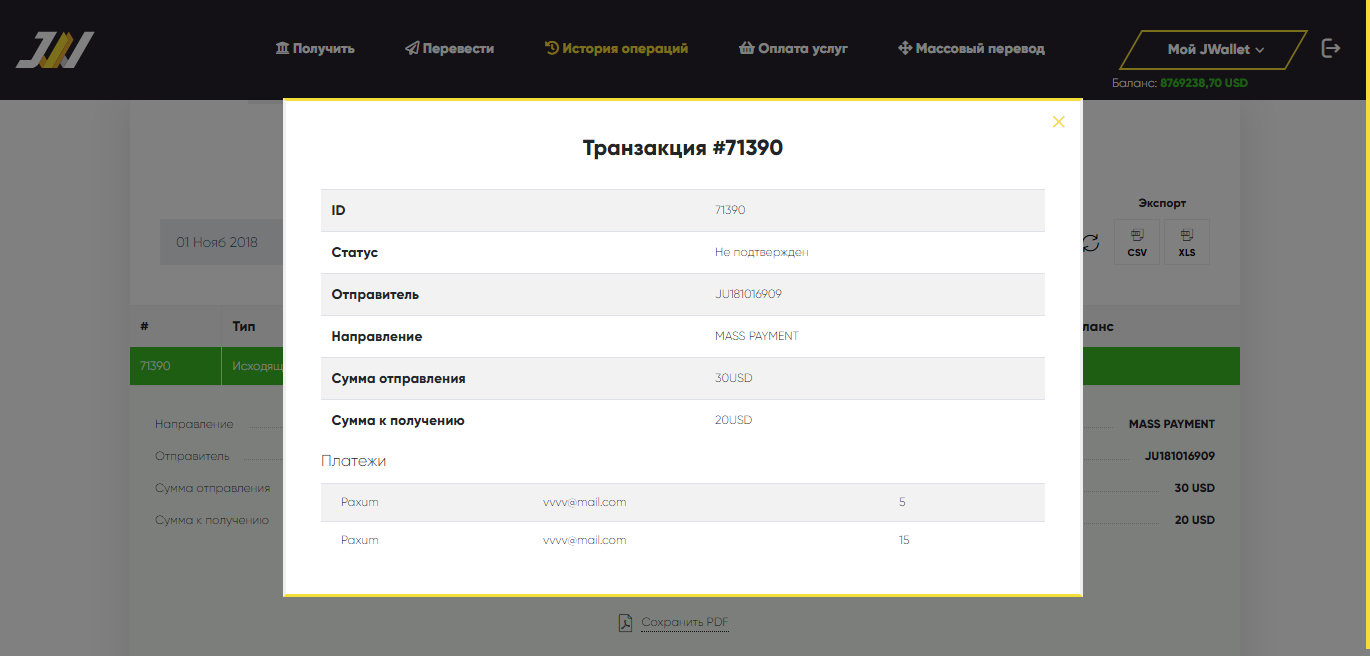 JW
Получить Перевести История операций Оплата услуг Массовый перевод Мой JWallet
Баланс: 8769238,70 USD
Транзакция #71390
ID 71390
Экспорт
01 Нояб 2018
CSV XLS
Статус Не подтвержден
Отправитель JU181016909
# Тип ланс
Направление MASS PAYMENT
71390 Исходящ
Сумма отправления 30USD
Сумма к получению 20USD
Направление MASS PAYMENT
Отправитель JU181016909
Сумма отправления 30 USD
Сумма к получению 20 USD
Платежи
Paxum vvvv@mail.com 5
Paxum vvvv@mail.com 15
Сохранить PDF